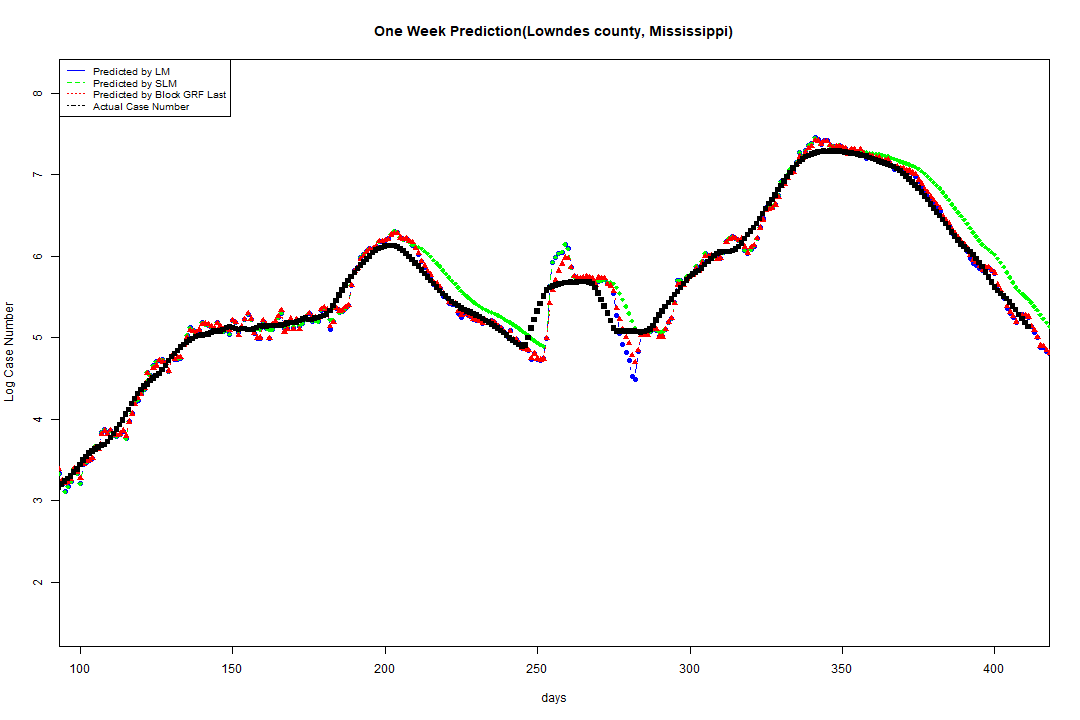 One Week Prediction(Lowndes county, Mississippi)
Predicted by LM
Predicted by SLM
Predicted by Block GRF Last
Actual Case Number
8
7
6
5
4
3
2
Log Case Number
100 150 200 250 300 350 400
days